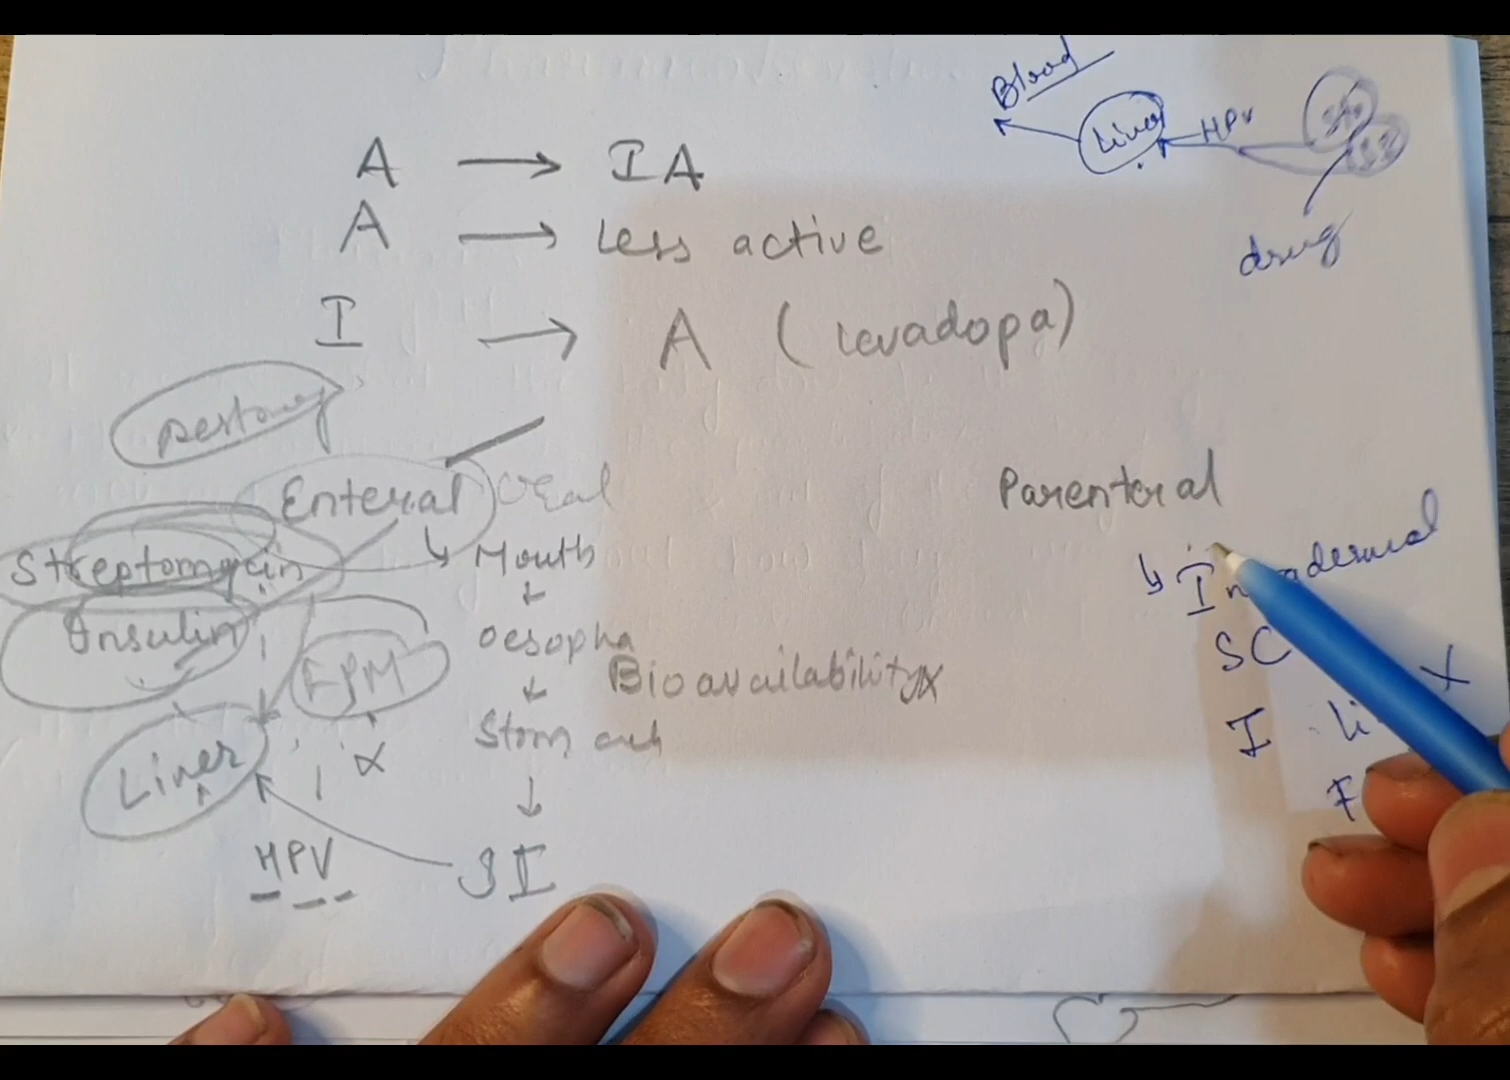 Blood
Liver
HPV
A → IA
A → Less active
drug
I → A (levadopa)
Enteral oral
Parenteral
Streptomycin
Mouth
Insulin
Oesopha
SC
FPM
Bioavailability x
X
I
Li
Stomach
Liver
x
F
HPV
SI